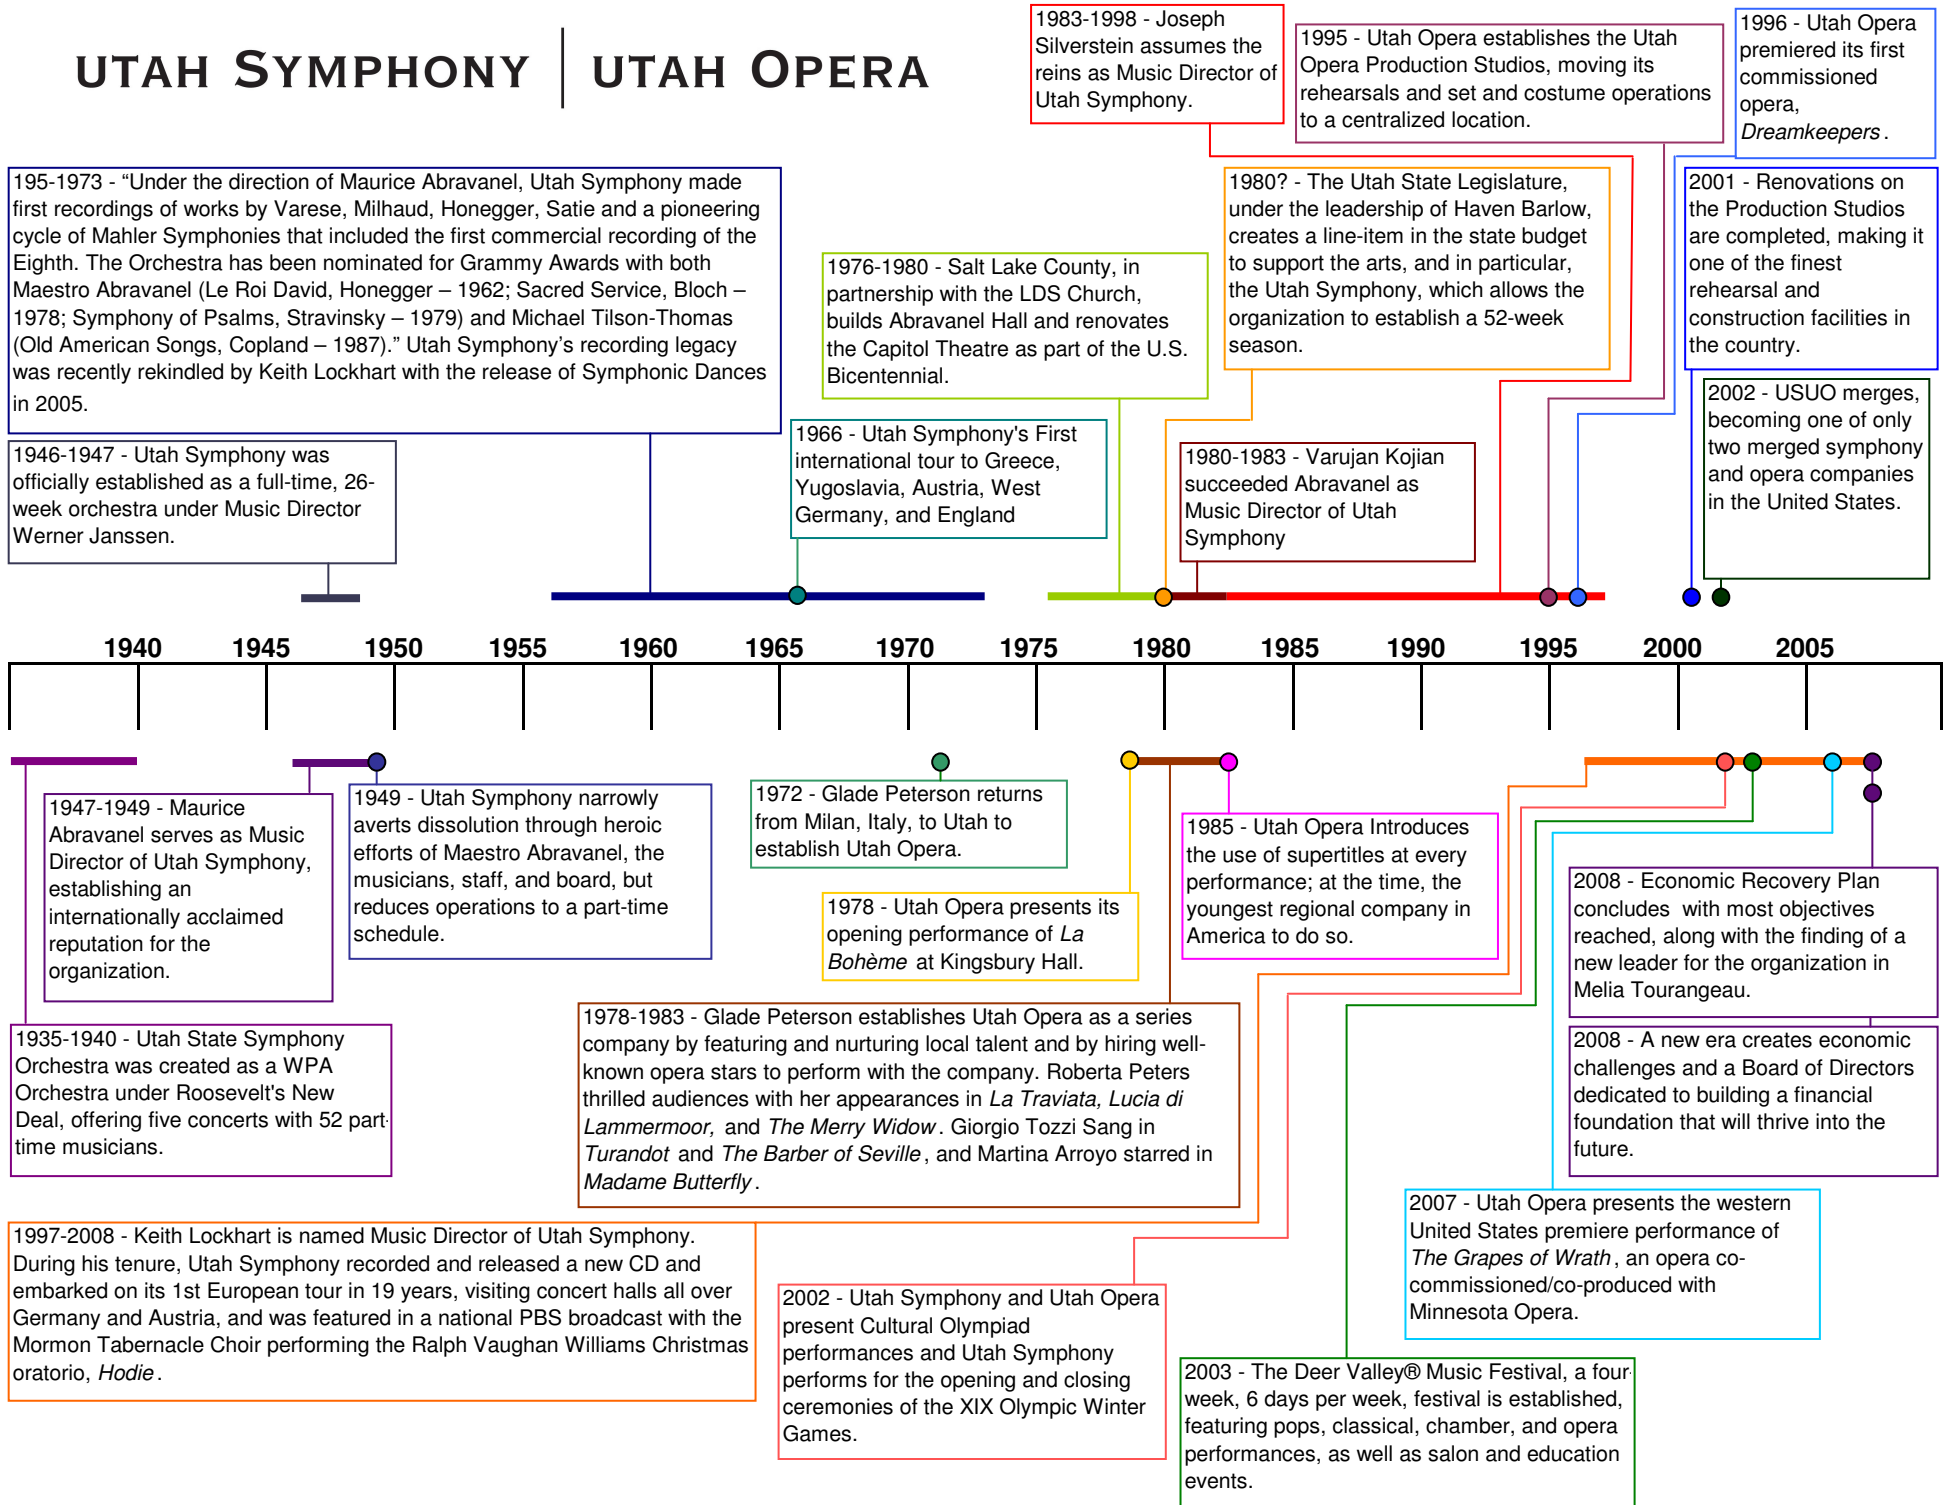 UTAH SYMPHONY | UTAH OPERA
1983-1998 - Joseph
Silverstein assumes the
reins as Music Director of
Utah Symphony.
1995 - Utah Opera establishes the Utah
Opera Production Studios, moving its
rehearsals and set and costume operations
to a centralized location.
1996 - Utah Opera
premiered its first
commissioned
opera,
Dreamkeepers.
195-1973 - “Under the direction of Maurice Abravanel, Utah Symphony made
first recordings of works by Varese, Milhaud, Honegger, Satie and a pioneering
cycle of Mahler Symphonies that included the first commercial recording of the
Eighth. The Orchestra has been nominated for Grammy Awards with both
Maestro Abravanel (Le Roi David, Honegger – 1962; Sacred Service, Bloch –
1978; Symphony of Psalms, Stravinsky – 1979) and Michael Tilson-Thomas
(Old American Songs, Copland – 1987).” Utah Symphony’s recording legacy
was recently rekindled by Keith Lockhart with the release of Symphonic Dances
in 2005.
1976-1980 - Salt Lake County, in
partnership with the LDS Church,
builds Abravanel Hall and renovates
the Capitol Theatre as part of the U.S.
Bicentennial.
1980? - The Utah State Legislature,
under the leadership of Haven Barlow,
creates a line-item in the state budget
to support the arts, and in particular,
the Utah Symphony, which allows the
organization to establish a 52-week
season.
2001 - Renovations on
the Production Studios
are completed, making it
one of the finest
rehearsal and
construction facilities in
the country.
2002 - USUO merges,
becoming one of only
two merged symphony
and opera companies
in the United States.
1946-1947 - Utah Symphony was
officially established as a full-time, 26-
week orchestra under Music Director
Werner Janssen.
1966 - Utah Symphony's First
international tour to Greece,
Yugoslavia, Austria, West
Germany, and England
1980-1983 - Varujan Kojian
succeeded Abravanel as
Music Director of Utah
Symphony
1940 1945 1950 1955 1960 1965 1970 1975 1980 1985 1990 1995 2000 2005
1947-1949 - Maurice
Abravanel serves as Music
Director of Utah Symphony,
establishing an
internationally acclaimed
reputation for the
organization.
1949 - Utah Symphony narrowly
averts dissolution through heroic
efforts of Maestro Abravanel, the
musicians, staff, and board, but
reduces operations to a part-time
schedule.
1972 - Glade Peterson returns
from Milan, Italy, to Utah to
establish Utah Opera.
1978 - Utah Opera presents its
opening performance of La
Bohème at Kingsbury Hall.
1985 - Utah Opera Introduces
the use of supertitles at every
performance; at the time, the
youngest regional company in
America to do so.
2008 - Economic Recovery Plan
concludes with most objectives
reached, along with the finding of a
new leader for the organization in
Melia Tourangeau.
1935-1940 - Utah State Symphony
Orchestra was created as a WPA
Orchestra under Roosevelt's New
Deal, offering five concerts with 52 part-
time musicians.
1978-1983 - Glade Peterson establishes Utah Opera as a series
company by featuring and nurturing local talent and by hiring well-
known opera stars to perform with the company. Roberta Peters
thrilled audiences with her appearances in La Traviata, Lucia di
Lammermoor, and The Merry Widow. Giorgio Tozzi Sang in
Turandot and The Barber of Seville, and Martina Arroyo starred in
Madame Butterfly.
2008 - A new era creates economic
challenges and a Board of Directors
dedicated to building a financial
foundation that will thrive into the
future.
1997-2008 - Keith Lockhart is named Music Director of Utah Symphony.
During his tenure, Utah Symphony recorded and released a new CD and
embarked on its 1st European tour in 19 years, visiting concert halls all over
Germany and Austria, and was featured in a national PBS broadcast with the
Mormon Tabernacle Choir performing the Ralph Vaughan Williams Christmas
oratorio, Hodie.
2002 - Utah Symphony and Utah Opera
present Cultural Olympiad
performances and Utah Symphony
performs for the opening and closing
ceremonies of the XIX Olympic Winter
Games.
2007 - Utah Opera presents the western
United States premiere performance of
The Grapes of Wrath, an opera co-
commissioned/co-produced with
Minnesota Opera.
2003 - The Deer Valley® Music Festival, a four-
week, 6 days per week, festival is established,
featuring pops, classical, chamber, and opera
performances, as well as salon and education
events.